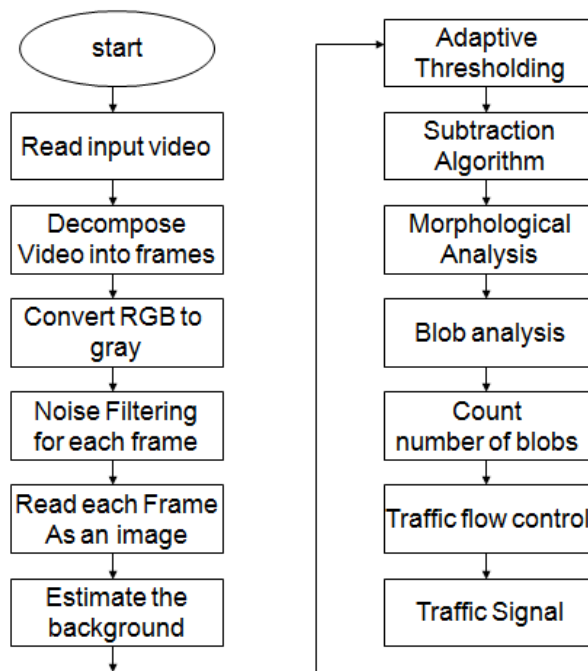 start
Read input video
Decompose
Video into frames
Convert RGB to
gray
Noise Filtering
for each frame
Read each Frame
As an image
Estimate the
background
Adaptive
Thresholding
Subtraction
Algorithm
Morphological
Analysis
Blob analysis
Count
number of blobs
Traffic flow control
Traffic Signal